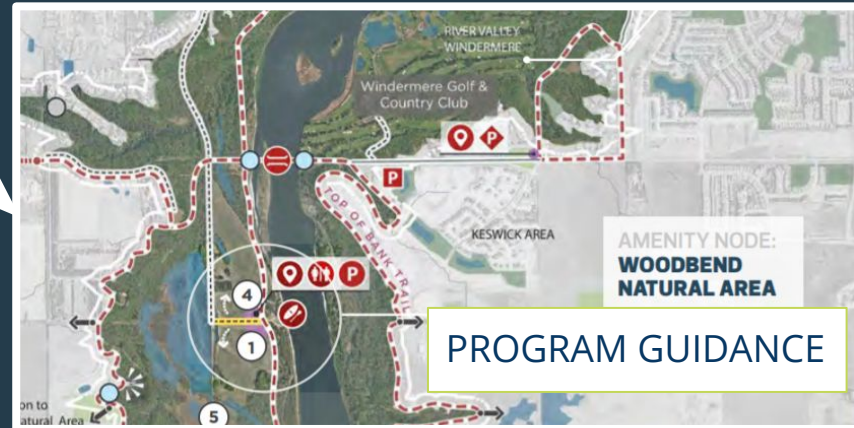 RIVER VALLEY
WINDERMERE
Windermere Golf &
Country Club
P
P
TOP OF BANK TRAIL
KESWICK AREA
AMENITY NODE:
WOODBEND
NATURAL AREA
P
4
1
PROGRAM GUIDANCE
on to
atural Area
5